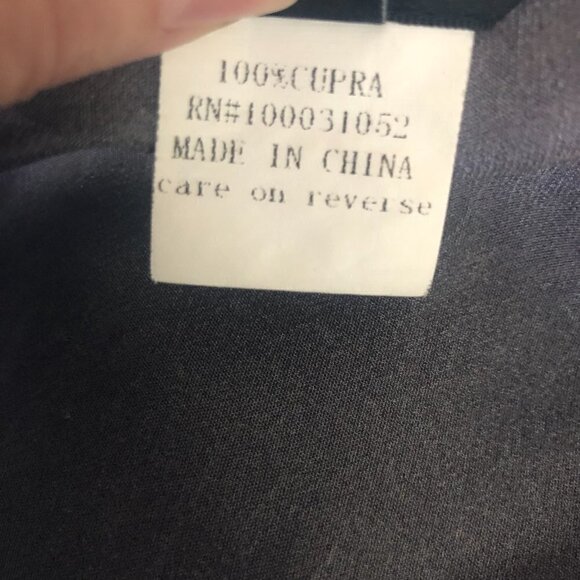 100%CUPRA
RN#100031052
MADE IN CHINA
care on reverse